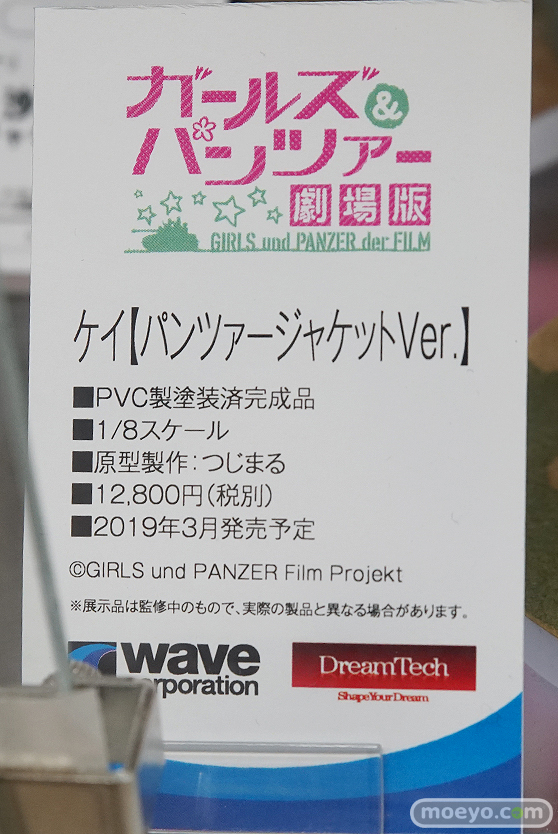 ガールズ&
パンツァー
劇場版
GIRLS und PANZER der FILM
ケイ【パンツァージャケットVer.】
■PVC製塗装済完成品
■1/8スケール
■原型製作:つじまる
■12,800円(税別)
■2019年3月発売予定
©GIRLS und PANZER Film Projekt
※展示品は監修中のもので、実際の製品と異なる場合があります。
wave
orporation
DreamTech
Shape Your Dream
moeyo.com